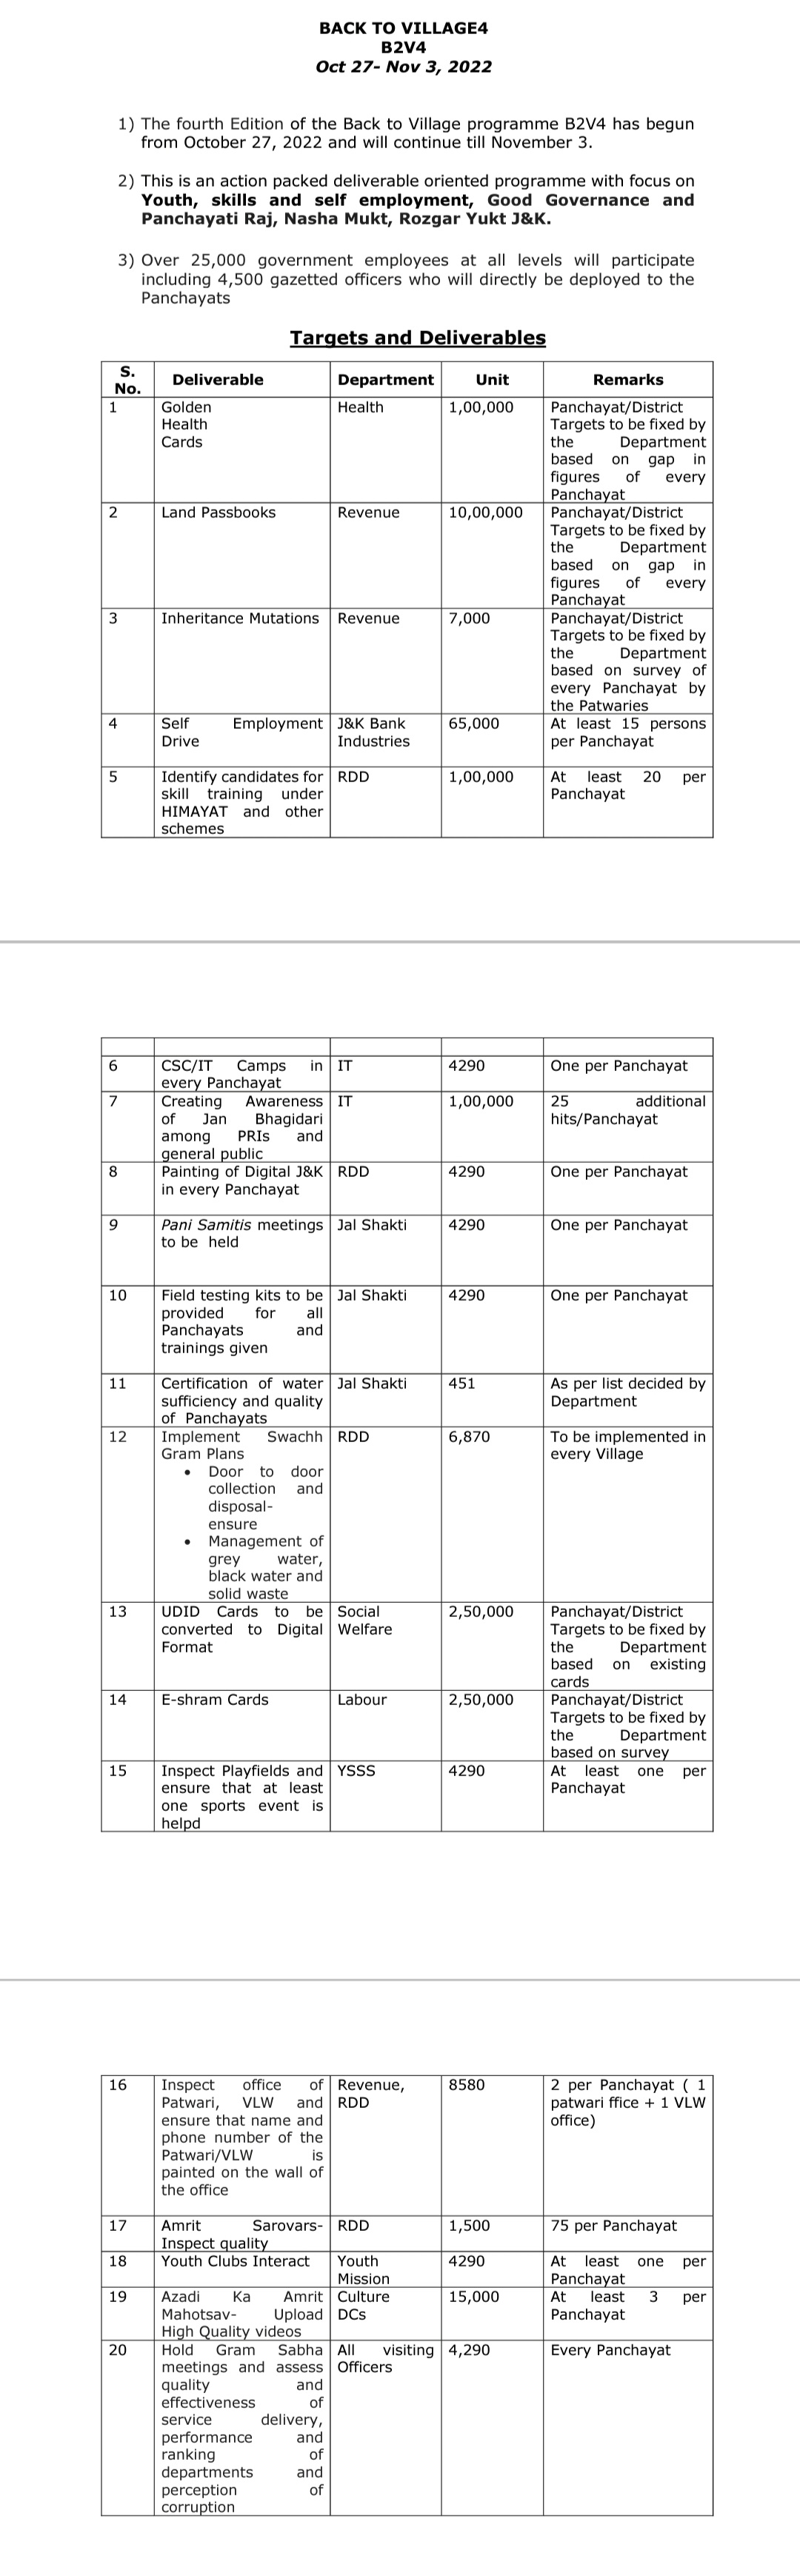 BACK TO VILLAGE4
B2V4
Oct 27- Nov 3, 2022
1) The fourth Edition of the Back to Village programme B2V4 has begun
from October 27, 2022 and will continue till November 3.
2) This is an action packed deliverable oriented programme with focus on
Youth, skills and self employment, Good Governance and
Panchayati Raj, Nasha Mukt, Rozgar Yukt J&K.
3) Over 25,000 government employees at all levels will participate
including 4,500 gazetted officers who will directly be deployed to the
Panchayats
Targets and Deliverables
S.
No.
Deliverable
Department
Unit
Remarks
1
Golden
Health
Cards
Health
1,00,000
Panchayat/District
Targets to be fixed by
the Department
based on gap in
figures of every
Panchayat
2
Land Passbooks
Revenue
10,00,000
Panchayat/District
Targets to be fixed by
the Department
based on gap in
figures of every
Panchayat
3
Inheritance Mutations
Revenue
7,000
Panchayat/District
Targets to be fixed by
the Department
based on survey of
every Panchayat by
the Patwaries
4
Self Employment
Drive
J&K Bank
Industries
65,000
At least 15 persons
per Panchayat
5
Identify candidates for
skill training under
HIMAYAT and other
schemes
RDD
1,00,000
At least 20 per
Panchayat
6
CSC/IT Camps in
every Panchayat
IT
4290
One per Panchayat
7
Creating Awareness
of Jan Bhagidari
among PRIs and
general public
IT
1,00,000
25 additional
hits/Panchayat
8
Painting of Digital J&K
in every Panchayat
RDD
4290
One per Panchayat
9
Pani Samitis meetings
to be held
Jal Shakti
4290
One per Panchayat
10
Field testing kits to be
provided for all
Panchayats and
trainings given
Jal Shakti
4290
One per Panchayat
11
Certification of water
sufficiency and quality
of Panchayats
Jal Shakti
451
As per list decided by
Department
12
Implement Swachh
Gram Plans
• Door to door
collection and
disposal-
ensure
• Management of
grey water,
black water and
solid waste
RDD
6,870
To be implemented in
every Village
13
UDID Cards to be
converted to Digital
Format
Social
Welfare
2,50,000
Panchayat/District
Targets to be fixed by
the Department
based on existing
cards
14
E-shram Cards
Labour
2,50,000
Panchayat/District
Targets to be fixed by
the Department
based on survey
15
Inspect Playfields and
ensure that at least
one sports event is
helpd
YSSS
4290
At least one per
Panchayat
16
Inspect office of
Patwari, VLW and
ensure that name and
phone number of the
Patwari/VLW is
painted on the wall of
the office
Revenue,
RDD
8580
2 per Panchayat ( 1
patwari ffice + 1 VLW
office)
17
Amrit Sarovars-
Inspect quality
RDD
1,500
75 per Panchayat
18
Youth Clubs Interact
Youth
Mission
4290
At least one per
Panchayat
19
Azadi Ka Amrit
Mahotsav- Upload
High Quality videos
Culture
DCs
15,000
At least 3 per
Panchayat
20
Hold Gram Sabha
meetings and assess
quality and
effectiveness of
service delivery,
performance and
ranking of
departments and
perception of
corruption
All visiting
Officers
4,290
Every Panchayat